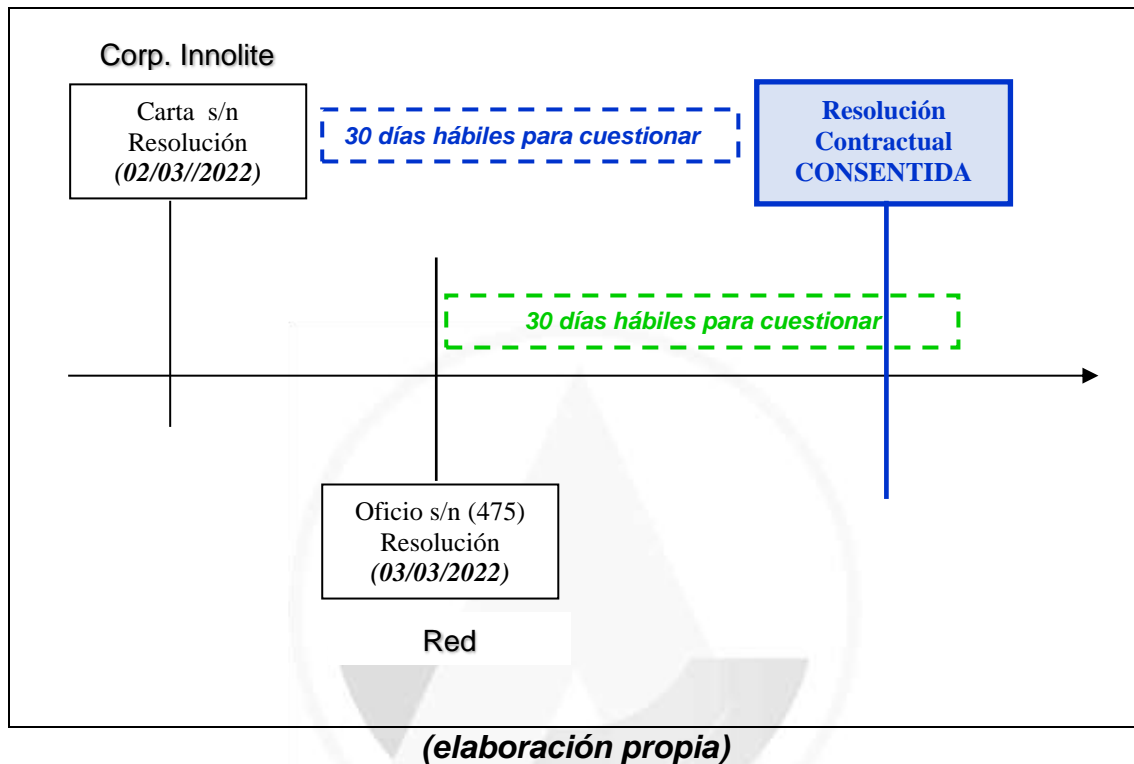 Corp. Innolite
Carta s/n
Resolución
(02/03//2022)
30 días hábiles para cuestionar
Resolución
Contractual
CONSENTIDA
30 días hábiles para cuestionar
Oficio s/n (475)
Resolución
(03/03/2022)
Red
(elaboración propia)